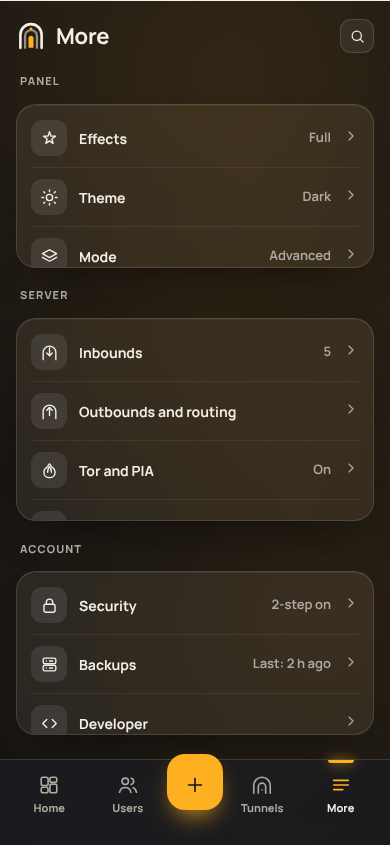 More
PANEL
Effects Full
Theme Dark
Mode Advanced
SERVER
Inbounds 5
Outbounds and routing
Tor and PIA On
ACCOUNT
Security 2-step on
Backups Last: 2 h ago
Developer
Home Users Tunnels More